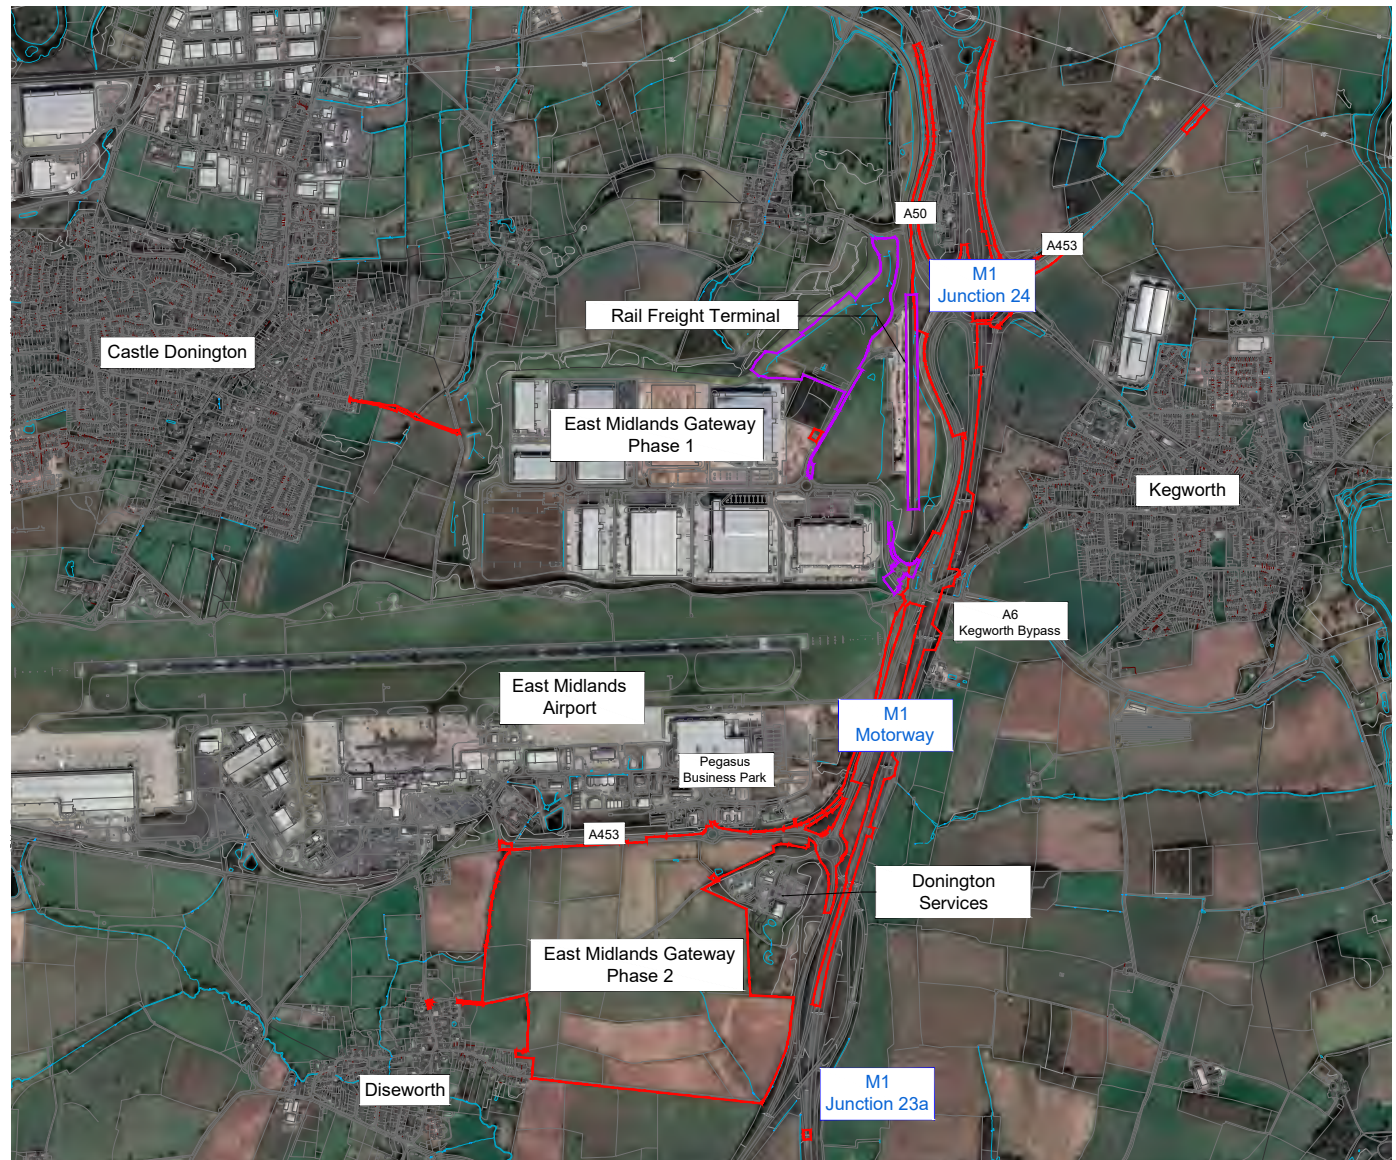 A50
A453
M1
Junction 24
Rail Freight Terminal
Castle Donington
East Midlands Gateway
Phase 1
Kegworth
A6
Kegworth Bypass
East Midlands
Airport
M1
Motorway
Pegasus
Business Park
A453
Donington
Services
East Midlands Gateway
Phase 2
Diseworth
M1
Junction 23a